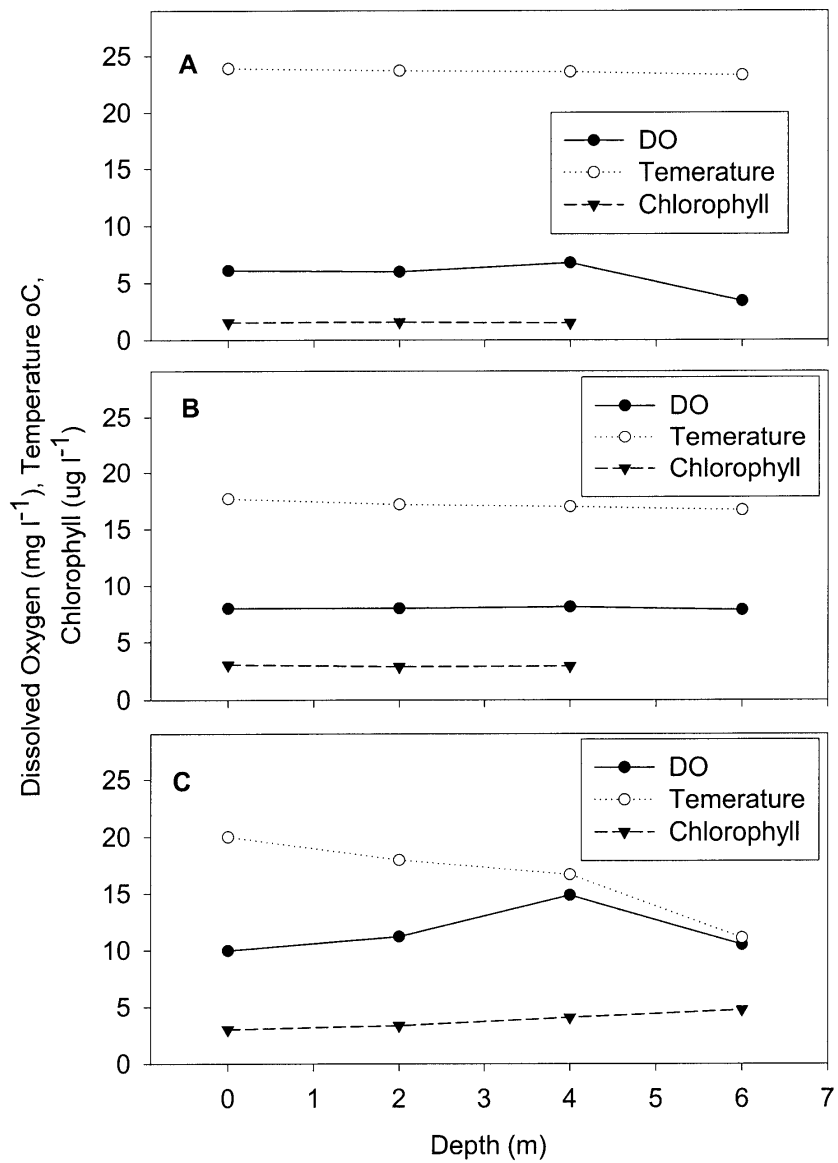 A
25
20
15
10
5
0
DO
Temerature
Chlorophyll
B
25
20
15
10
5
0
DO
Temerature
Chlorophyll
C
25
20
15
10
5
0
DO
Temerature
Chlorophyll
0 1 2 3 4 5 6 7
Depth (m)
Dissolved Oxygen (mg l⁻¹), Temperature oC,
Chlorophyll (ug l⁻¹)